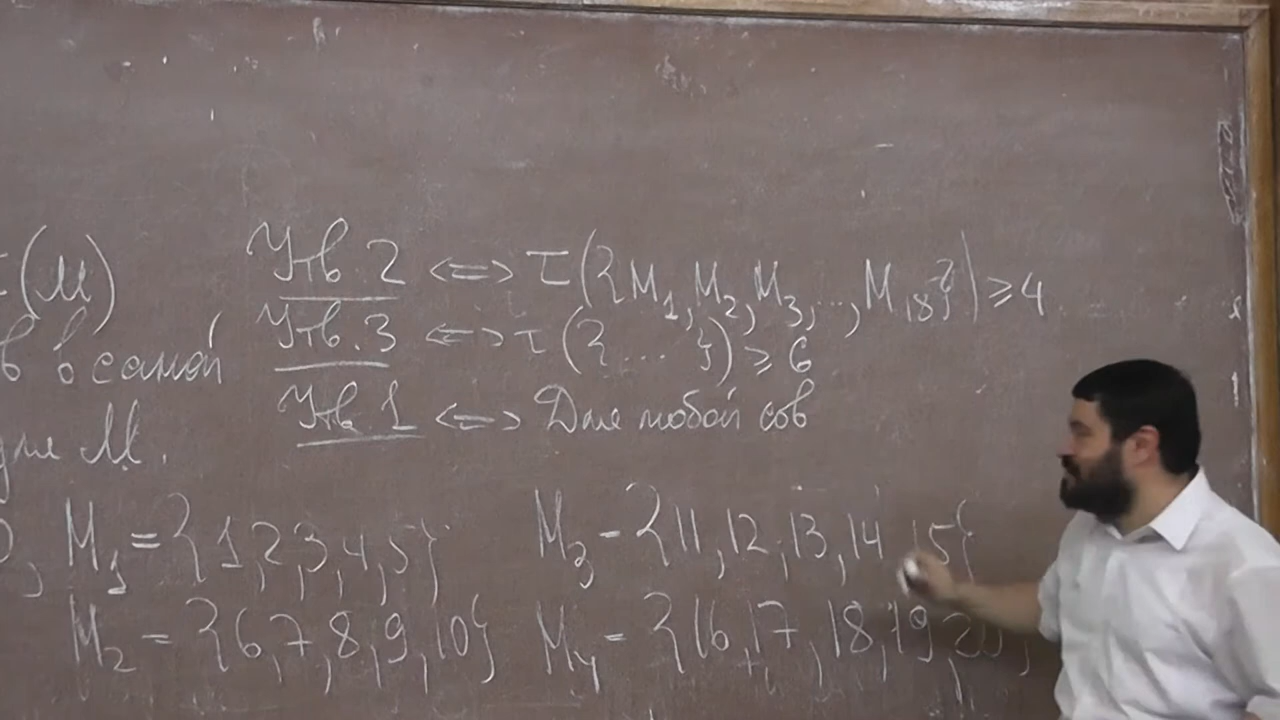 τ(M)
в в самой
для M.
Утв. 2 <=> τ({M₁, M₂, M₃, ..., M₁₈}) ⩾ 4
Утв. 3 <=> τ({...}) ⩾ 6
Утв. 1 <=> Для любой сов
M₁ = {1,2,3,4,5}
M₂ = {6,7,8,9,10}
M₃ = {11,12,13,14,15}
M₄ = {16,17,18,19,20},